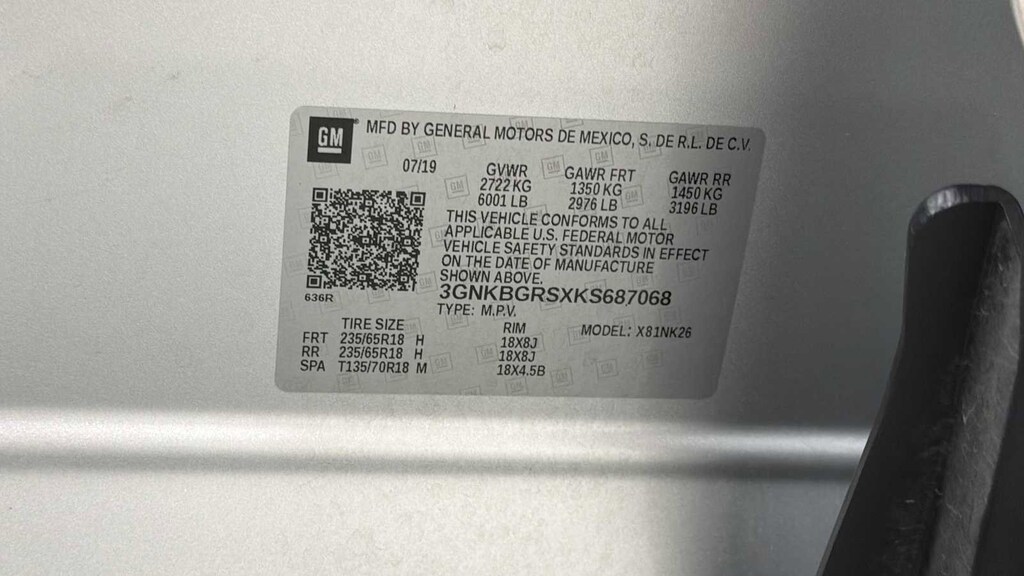 GM MFD BY GENERAL MOTORS DE MEXICO, S. DE R.L. DE C.V.
07/19 GVWR GAWR FRT GAWR RR
2722 KG 1350 KG 1450 KG
6001 LB 2976 LB 3196 LB
THIS VEHICLE CONFORMS TO ALL
APPLICABLE U.S. FEDERAL MOTOR
VEHICLE SAFETY STANDARDS IN EFFECT
ON THE DATE OF MANUFACTURE
SHOWN ABOVE.
636R
3GNKBGRSXKS687068
TYPE: M.P.V.
TIRE SIZE RIM MODEL: X81NK26
FRT 235/65R18 H 18X8J
RR 235/65R18 H 18X8J
SPA T135/70R18 M 18X4.5B